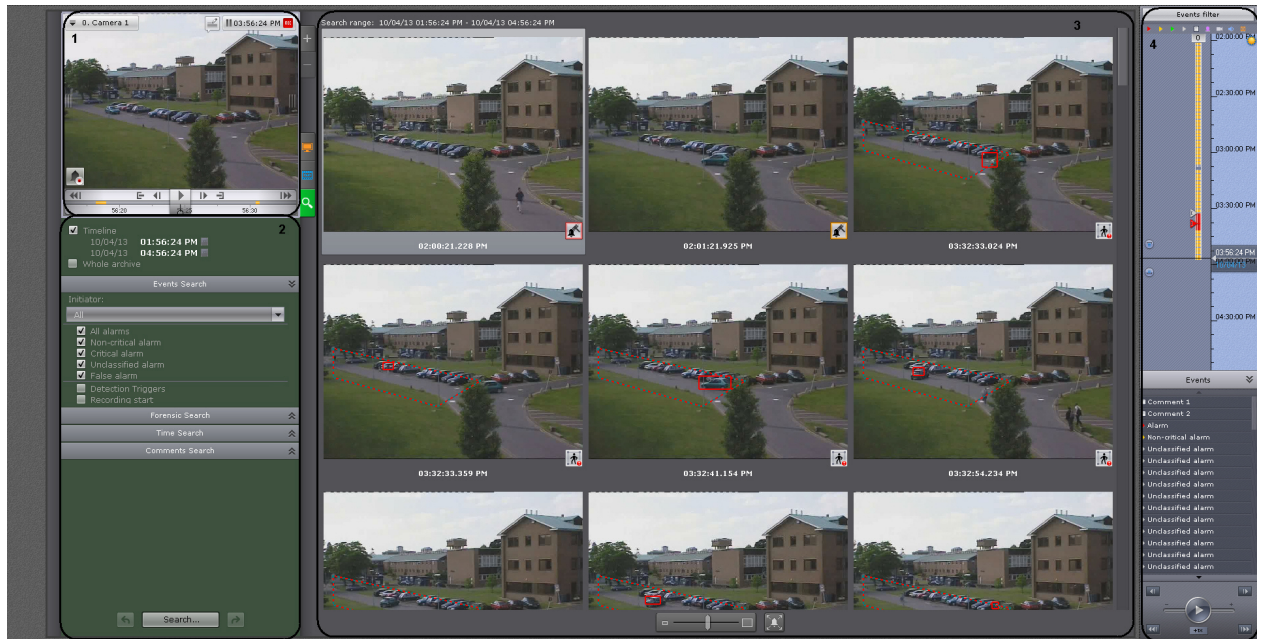 0. Camera 1
03:56:24 PM
1
56:20
56:30
2
Timeline
10/04/13 01:56:24 PM
10/04/13 04:56:24 PM
Whole archive
Events Search
Initiator:
All
All alarms
Non-critical alarm
Critical alarm
Unclassified alarm
False alarm
Detection Triggers
Recording start
Forensic Search
Time Search
Comments Search
Search...
Search range: 10/04/13 01:56:24 PM - 10/04/13 04:56:24 PM
3
02:00:21.228 PM
02:01:21.925 PM
03:32:33.024 PM
03:32:33.359 PM
03:32:41.154 PM
03:32:54.234 PM
Events filter
4
0
02:00:00 PM
02:30:00 PM
03:00:00 PM
03:30:00 PM
03:56:24 PM
10/04/13
04:30:00 PM
Events
Comment 1
Comment 2
Alarm
Non-critical alarm
Unclassified alarm
Unclassified alarm
Unclassified alarm
Unclassified alarm
Unclassified alarm
Unclassified alarm
Unclassified alarm
Unclassified alarm
Unclassified alarm
Unclassified alarm
Unclassified alarm